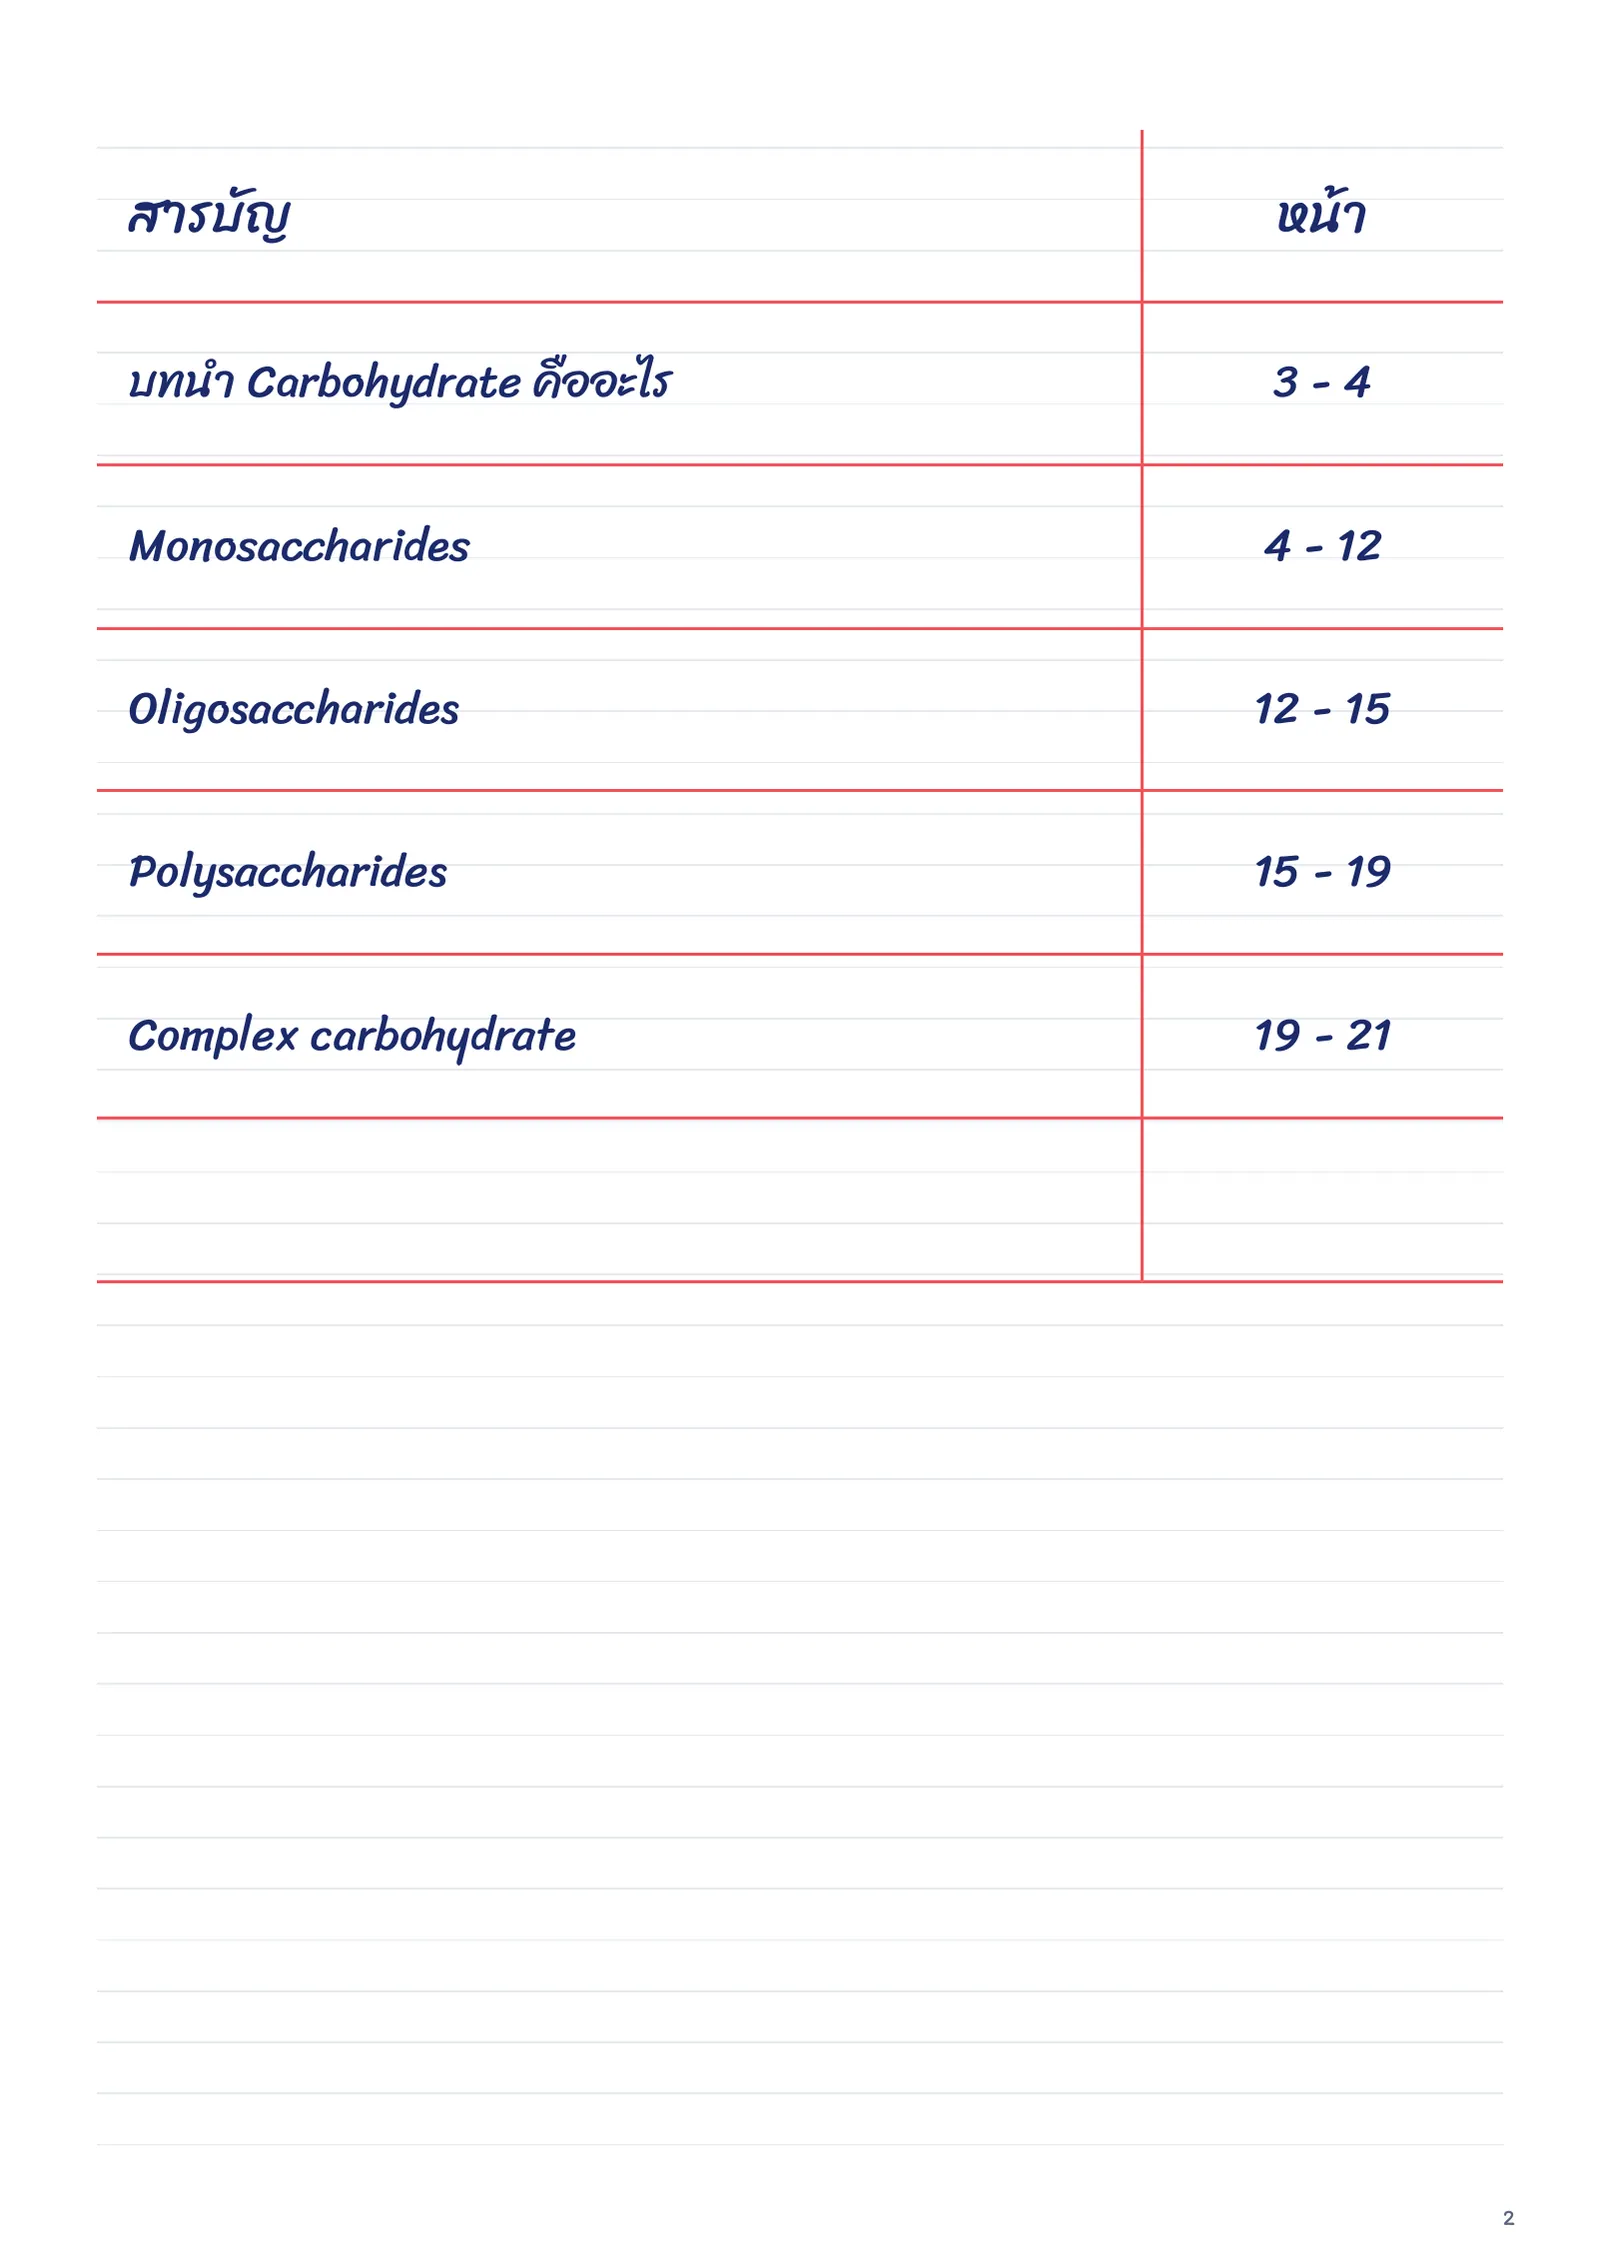 สารบัญ หน้า
บทนำ Carbohydrate คืออะไร 3 - 4
Monosaccharides 4 - 12
Oligosaccharides 12 - 15
Polysaccharides 15 - 19
Complex carbohydrate 19 - 21
2